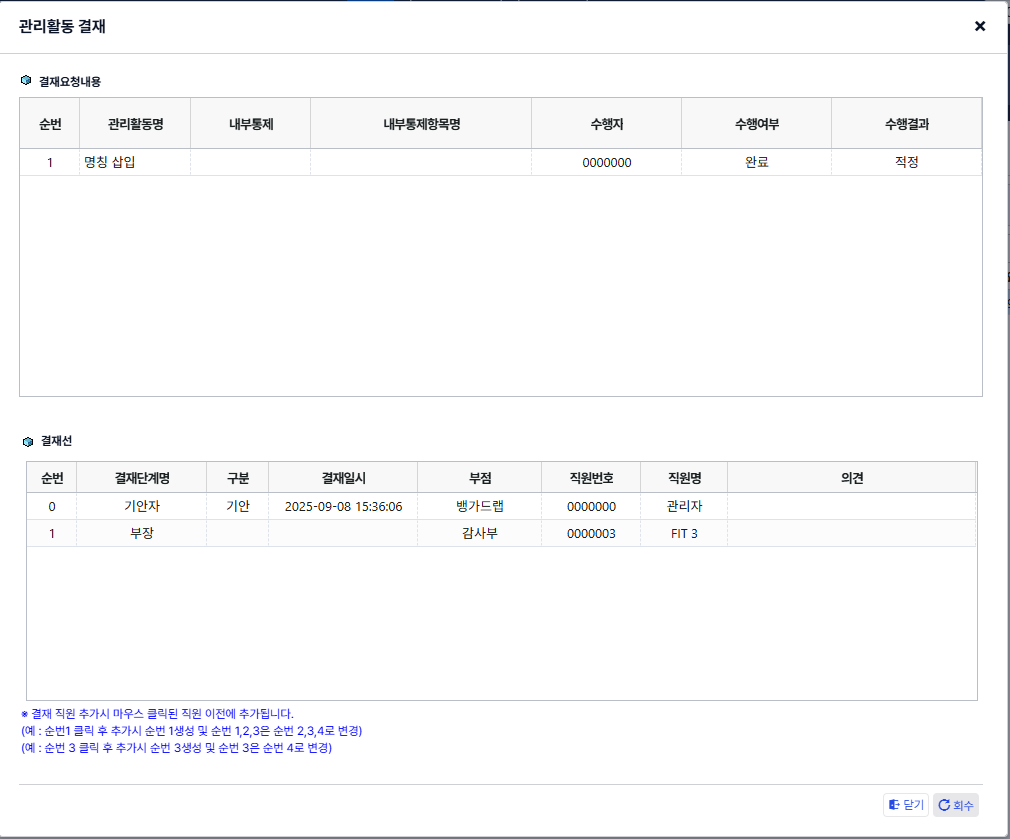 관리활동 결재
결재요청내용
순번 관리활동명 내부통제 내부통제항목명 수행자 수행여부 수행결과
1 명칭 삽입 0000000 완료 적정
결재선
순번 결재단계명 구분 결재일시 부점 직원번호 직원명 의견
0 기안자 기안 2025-09-08 15:36:06 뱅가드랩 0000000 관리자
1 부장 감사부 0000003 FIT 3
※ 결재 직원 추가시 마우스 클릭된 직원 이전에 추가됩니다.
(예 : 순번1 클릭 후 추가시 순번 1생성 및 순번 1,2,3은 순번 2,3,4로 변경)
(예 : 순번 3 클릭 후 추가시 순번 3생성 및 순번 3은 순번 4로 변경)
닫기 회수